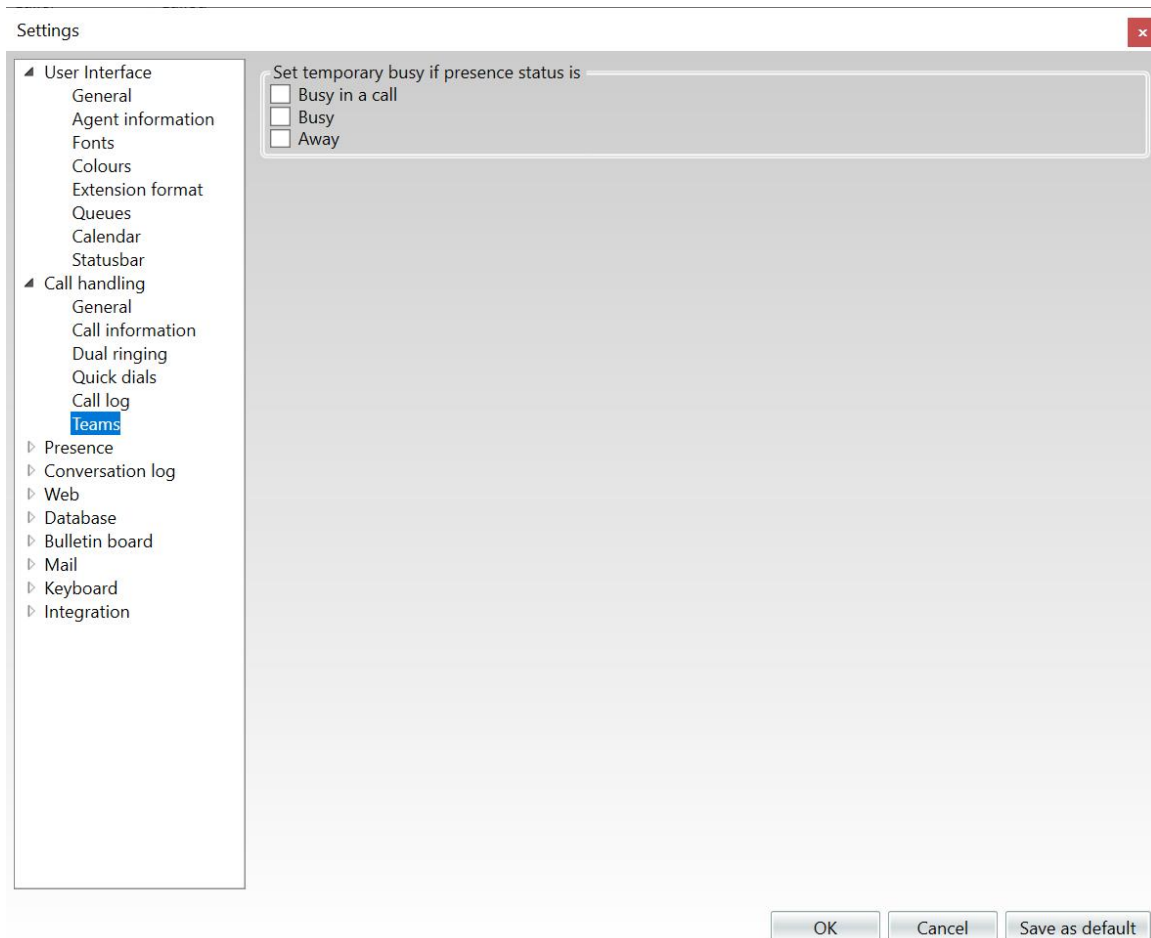 Settings
User Interface
General
Agent information
Fonts
Colours
Extension format
Queues
Calendar
Statusbar
Call handling
General
Call information
Dual ringing
Quick dials
Call log
Teams
Presence
Conversation log
Web
Database
Bulletin board
Mail
Keyboard
Integration
Set temporary busy if presence status is
Busy in a call
Busy
Away
OK
Cancel
Save as default